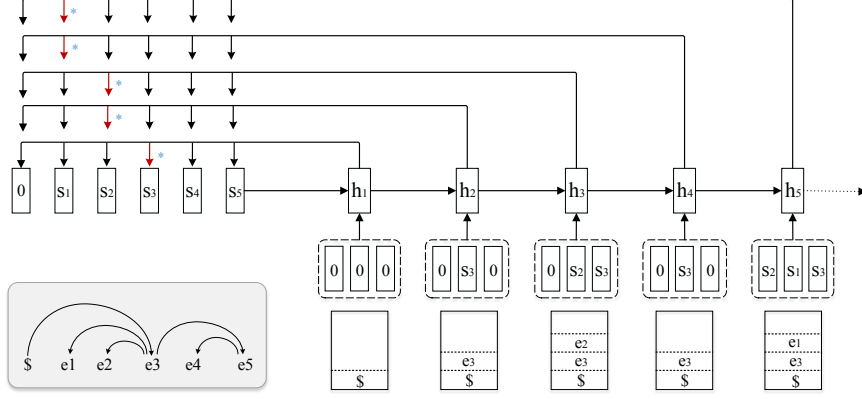 *
*
*
*
*
0 s1 s2 s3 s4 s5 h1 h2 h3 h4 h5
0 0 0 0 s3 0 0 s2 s3 0 s3 0 s2 s1 s3
e2 e1
e3 e3 e3 e3
$ $ $ $ $
$ e1 e2 e3 e4 e5